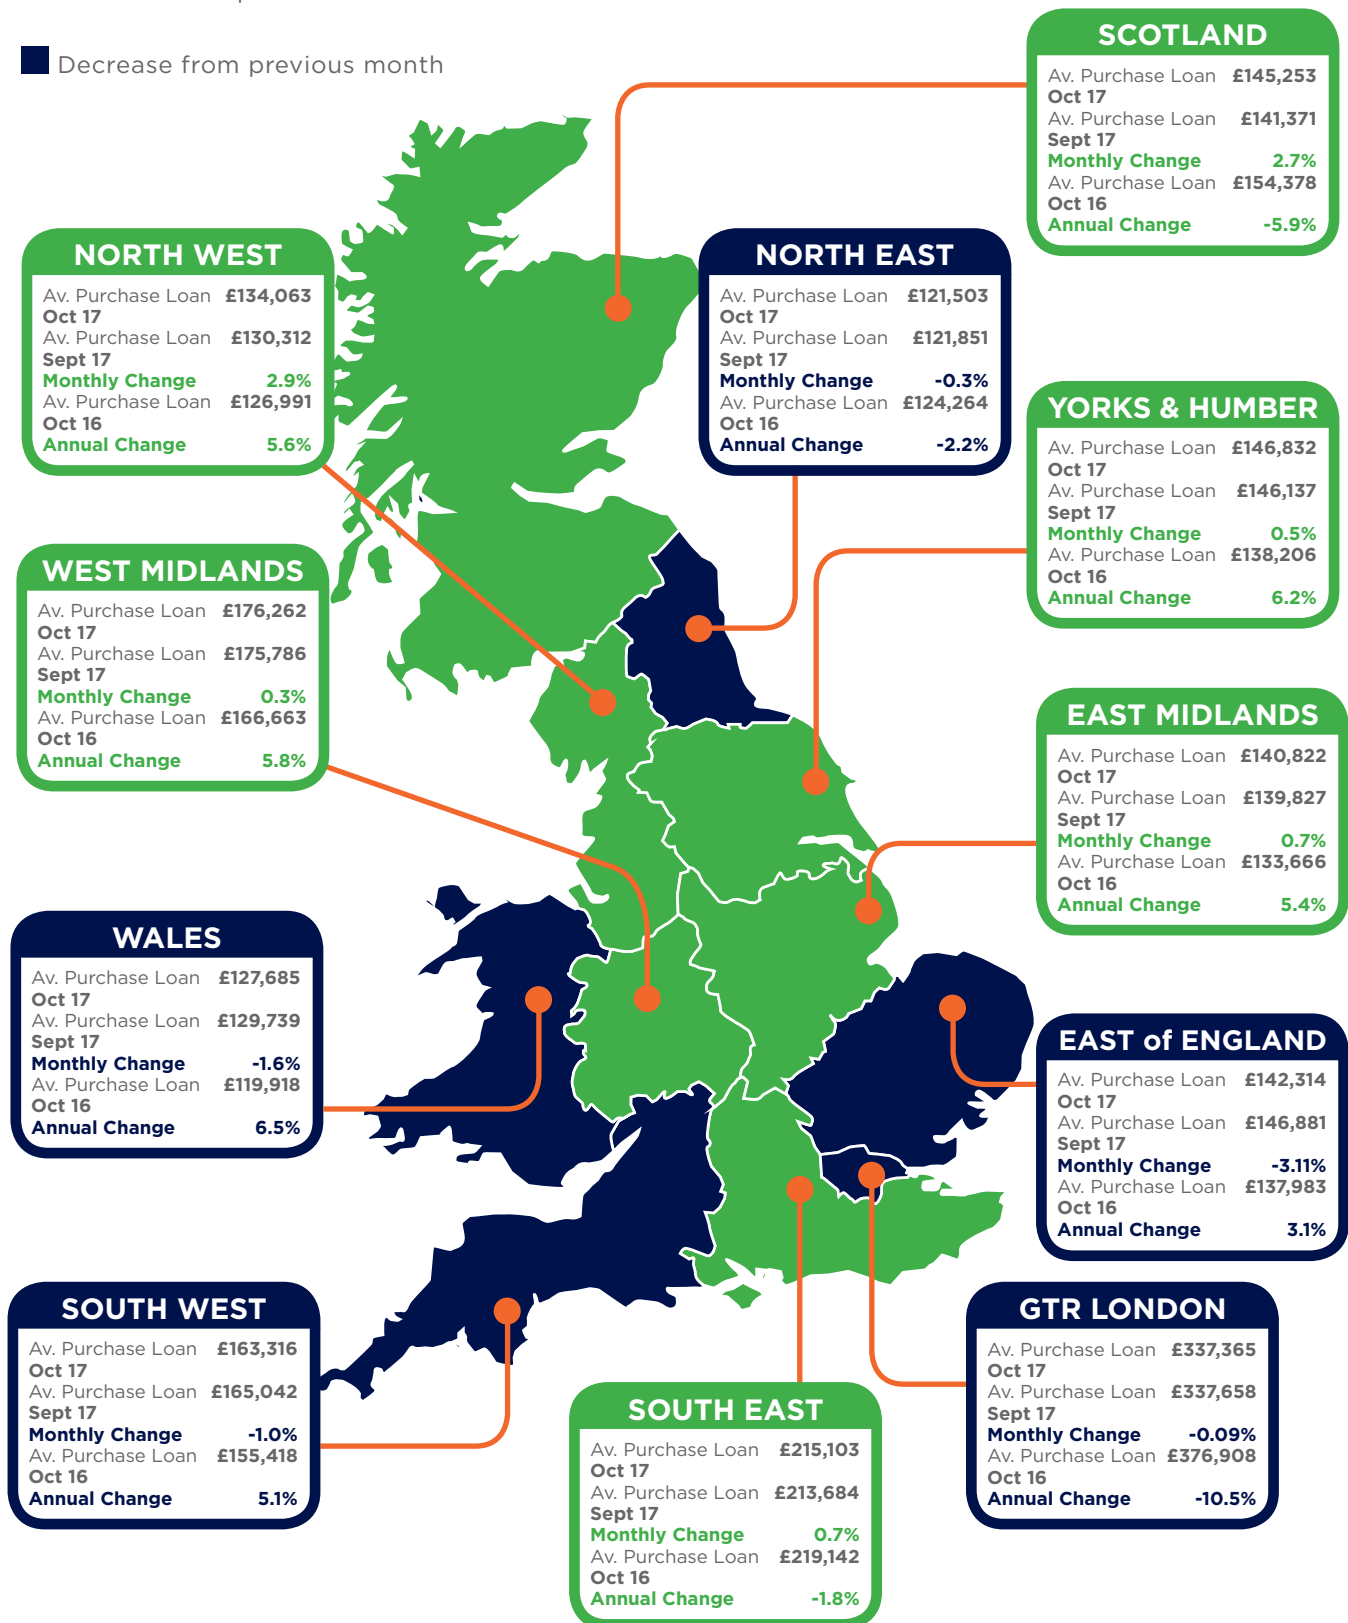 Decrease from previous month
SCOTLAND
Av. Purchase Loan £145,253
Oct 17
Av. Purchase Loan £141,371
Sept 17
Monthly Change 2.7%
Av. Purchase Loan £154,378
Oct 16
Annual Change -5.9%
NORTH WEST
Av. Purchase Loan £134,063
Oct 17
Av. Purchase Loan £130,312
Sept 17
Monthly Change 2.9%
Av. Purchase Loan £126,991
Oct 16
Annual Change 5.6%
NORTH EAST
Av. Purchase Loan £121,503
Oct 17
Av. Purchase Loan £121,851
Sept 17
Monthly Change -0.3%
Av. Purchase Loan £124,264
Oct 16
Annual Change -2.2%
YORKS & HUMBER
Av. Purchase Loan £146,832
Oct 17
Av. Purchase Loan £146,137
Sept 17
Monthly Change 0.5%
Av. Purchase Loan £138,206
Oct 16
Annual Change 6.2%
WEST MIDLANDS
Av. Purchase Loan £176,262
Oct 17
Av. Purchase Loan £175,786
Sept 17
Monthly Change 0.3%
Av. Purchase Loan £166,663
Oct 16
Annual Change 5.8%
EAST MIDLANDS
Av. Purchase Loan £140,822
Oct 17
Av. Purchase Loan £139,827
Sept 17
Monthly Change 0.7%
Av. Purchase Loan £133,666
Oct 16
Annual Change 5.4%
WALES
Av. Purchase Loan £127,685
Oct 17
Av. Purchase Loan £129,739
Sept 17
Monthly Change -1.6%
Av. Purchase Loan £119,918
Oct 16
Annual Change 6.5%
EAST of ENGLAND
Av. Purchase Loan £142,314
Oct 17
Av. Purchase Loan £146,881
Sept 17
Monthly Change -3.11%
Av. Purchase Loan £137,983
Oct 16
Annual Change 3.1%
SOUTH WEST
Av. Purchase Loan £163,316
Oct 17
Av. Purchase Loan £165,042
Sept 17
Monthly Change -1.0%
Av. Purchase Loan £155,418
Oct 16
Annual Change 5.1%
GTR LONDON
Av. Purchase Loan £337,365
Oct 17
Av. Purchase Loan £337,658
Sept 17
Monthly Change -0.09%
Av. Purchase Loan £376,908
Oct 16
Annual Change -10.5%
SOUTH EAST
Av. Purchase Loan £215,103
Oct 17
Av. Purchase Loan £213,684
Sept 17
Monthly Change 0.7%
Av. Purchase Loan £219,142
Oct 16
Annual Change -1.8%